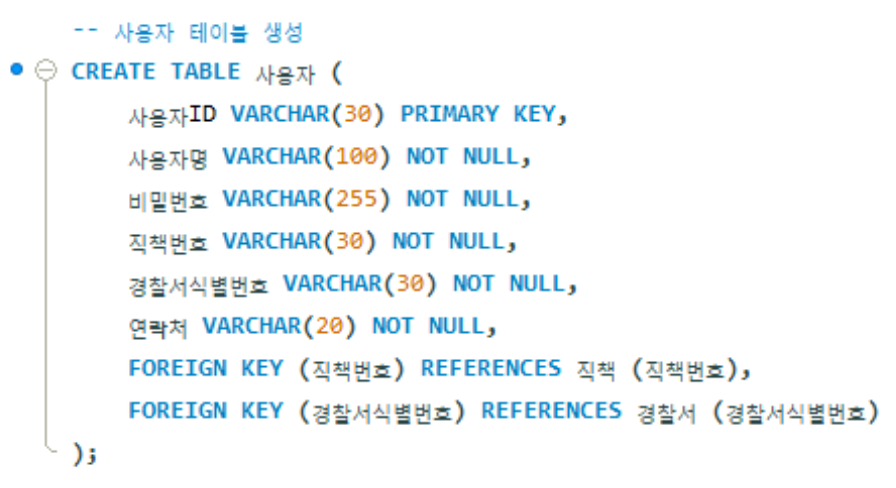 -- 사용자 테이블 생성
CREATE TABLE 사용자 (
사용자ID VARCHAR(30) PRIMARY KEY,
사용자명 VARCHAR(100) NOT NULL,
비밀번호 VARCHAR(255) NOT NULL,
직책번호 VARCHAR(30) NOT NULL,
경찰서식별번호 VARCHAR(30) NOT NULL,
연락처 VARCHAR(20) NOT NULL,
FOREIGN KEY (직책번호) REFERENCES 직책 (직책번호),
FOREIGN KEY (경찰서식별번호) REFERENCES 경찰서 (경찰서식별번호)
);